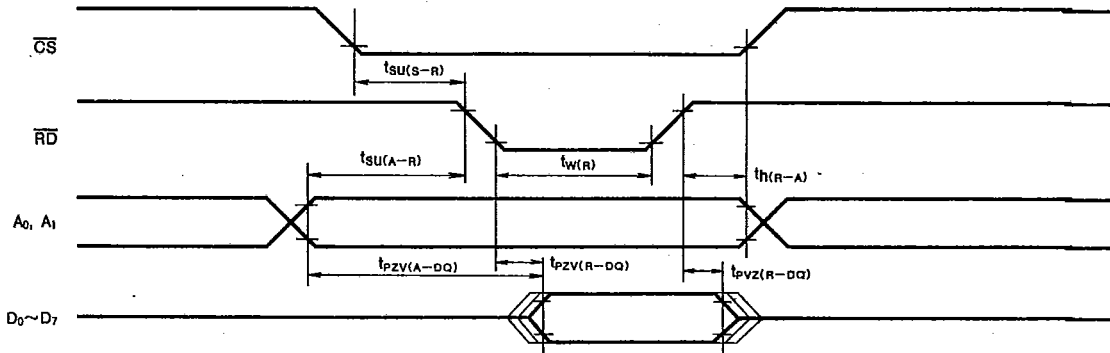 CS
tSU(S-R)
RD
tSU(A-R)
tW(R)
th(R-A)
A0, A1
tPZV(A-DQ)
tPZV(R-DQ)
tPVZ(R-DQ)
D0~D7